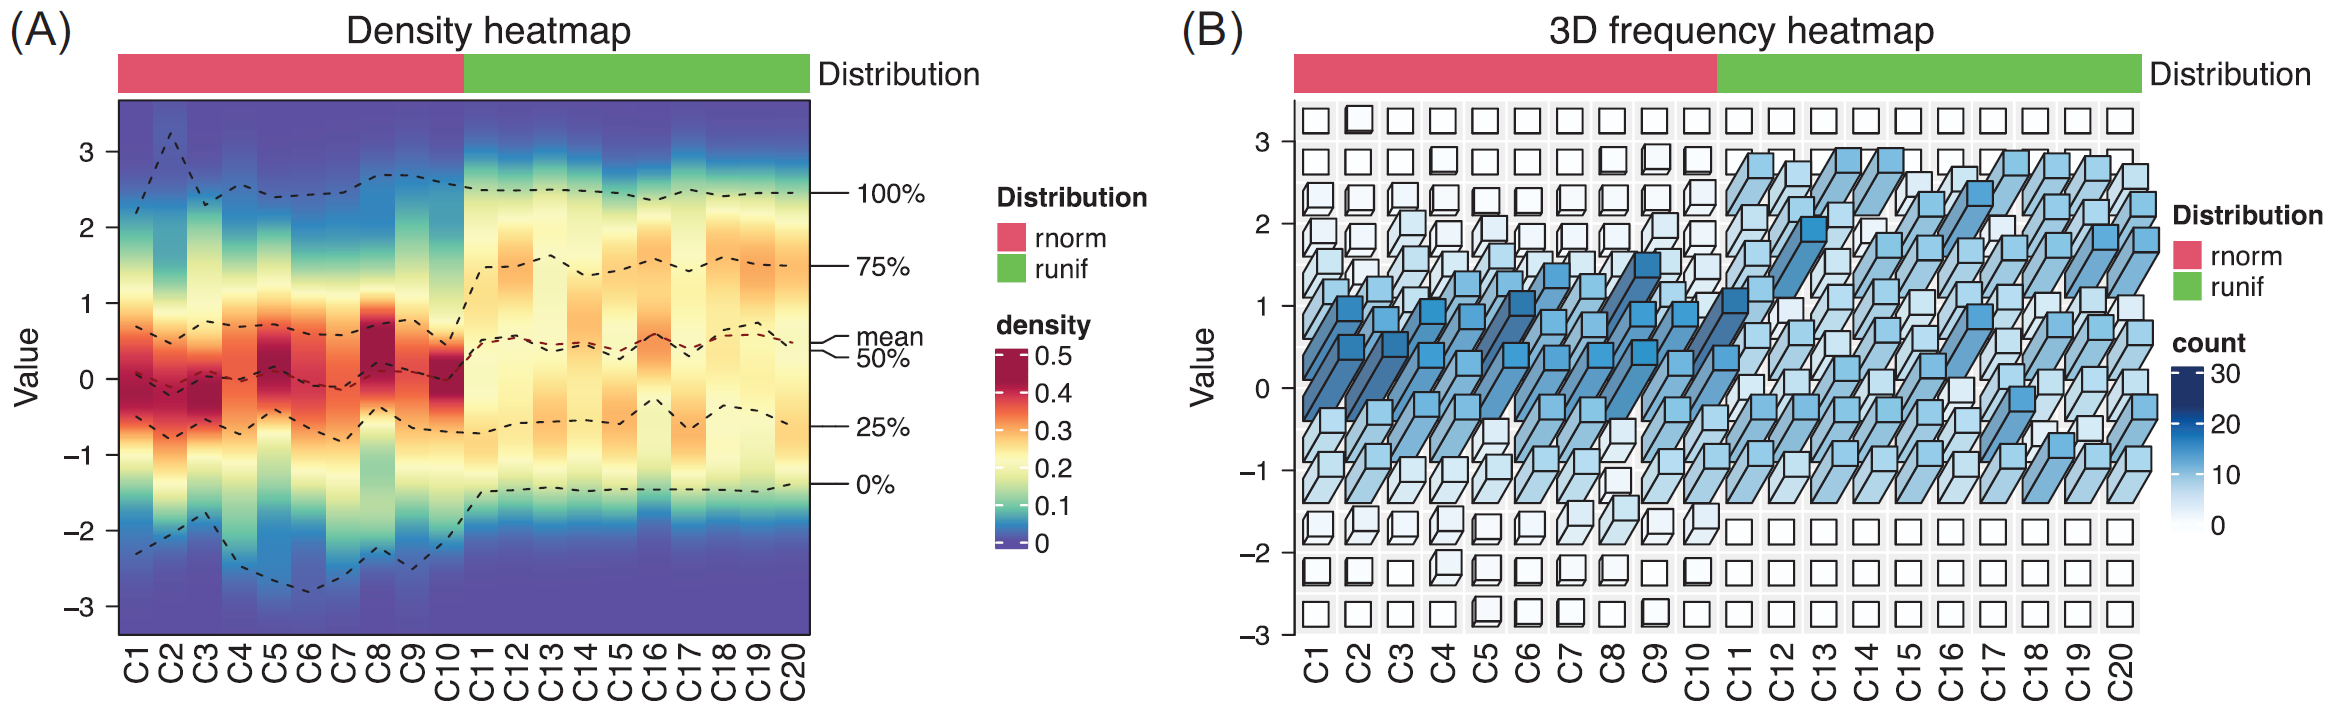 (A)
Density heatmap
Distribution
Value
3
2
1
0
−1
−2
−3
100%
75%
mean
50%
25%
0%
C1
C2
C3
C4
C5
C6
C7
C8
C9
C10
C11
C12
C13
C14
C15
C16
C17
C18
C19
C20
Distribution
rnorm
runif
density
0.5
0.4
0.3
0.2
0.1
0
(B)
3D frequency heatmap
Distribution
Value
3
2
1
0
−1
−2
−3
C1
C2
C3
C4
C5
C6
C7
C8
C9
C10
C11
C12
C13
C14
C15
C16
C17
C18
C19
C20
Distribution
rnorm
runif
count
30
20
10
0